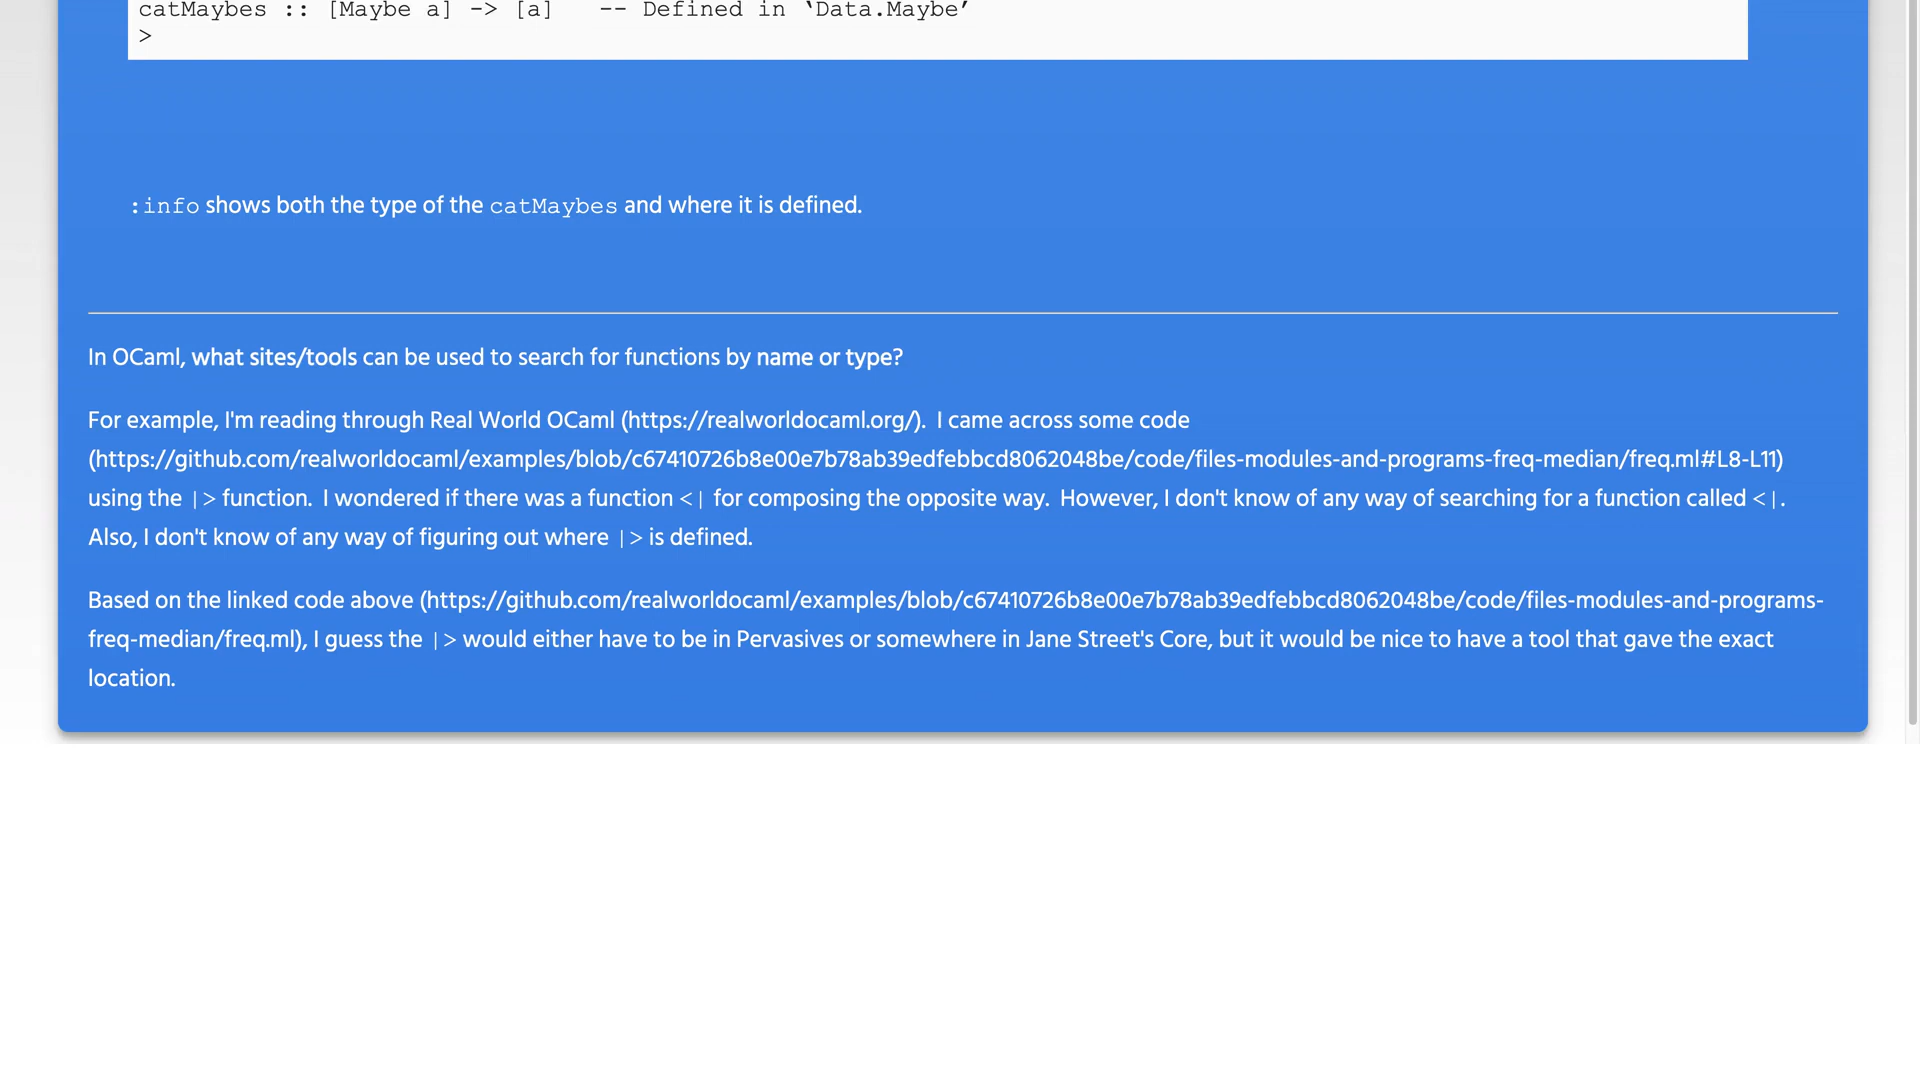 catMaybes :: [Maybe a] -> [a]   -- Defined in ‘Data.Maybe’
>
:info shows both the type of the catMaybes and where it is defined.
In OCaml, what sites/tools can be used to search for functions by name or type?
For example, I'm reading through Real World OCaml (https://realworldocaml.org/).  I came across some code
(https://github.com/realworldocaml/examples/blob/c67410726b8e00e7b78ab39edfebbcd8062048be/code/files-modules-and-programs-freq-median/freq.ml#L8-L11)
using the |> function.  I wondered if there was a function <| for composing the opposite way.  However, I don't know of any way of searching for a function called <|.
Also, I don't know of any way of figuring out where |> is defined.
Based on the linked code above (https://github.com/realworldocaml/examples/blob/c67410726b8e00e7b78ab39edfebbcd8062048be/code/files-modules-and-programs-
freq-median/freq.ml), I guess the |> would either have to be in Pervasives or somewhere in Jane Street's Core, but it would be nice to have a tool that gave the exact
location.